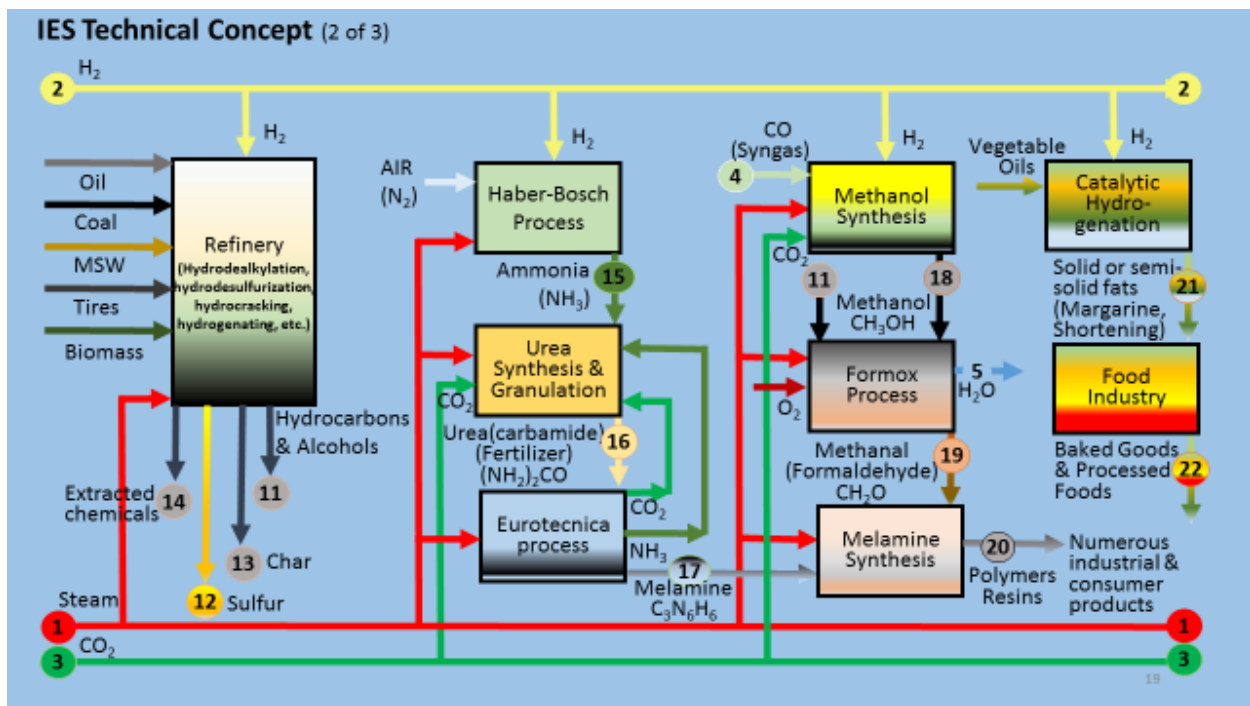 IES Technical Concept (2 of 3)
H₂
2
2
H₂
Oil
Coal
MSW
Tires
Biomass
Refinery
(Hydrodealkylation,
hydrodesulfurization,
hydrocracking,
hydrogenating, etc.)
Hydrocarbons
& Alcohols
Extracted
chemicals
14
11
13
Char
12
Sulfur
H₂
AIR
(N₂)
Haber-Bosch
Process
Ammonia
(NH₃)
15
Urea
Synthesis &
Granulation
CO₂
Urea(carbamide)
(Fertilizer)
(NH₂)₂CO
16
CO₂
Eurotecnica
process
NH₃
17
Melamine
C₃N₆H₆
CO
(Syngas)
4
H₂
Methanol
Synthesis
CO₂
11
18
Methanol
CH₃OH
Formox
Process
O₂
5
H₂O
Methanal
(Formaldehyde)
CH₂O
19
Melamine
Synthesis
20
Polymers
Resins
Numerous
industrial &
consumer
products
Vegetable
Oils
H₂
Catalytic
Hydro-
genation
Solid or semi-
solid fats
(Margarine,
Shortening)
21
Food
Industry
Baked Goods
& Processed
Foods
22
Steam
1
1
CO₂
3
3
19